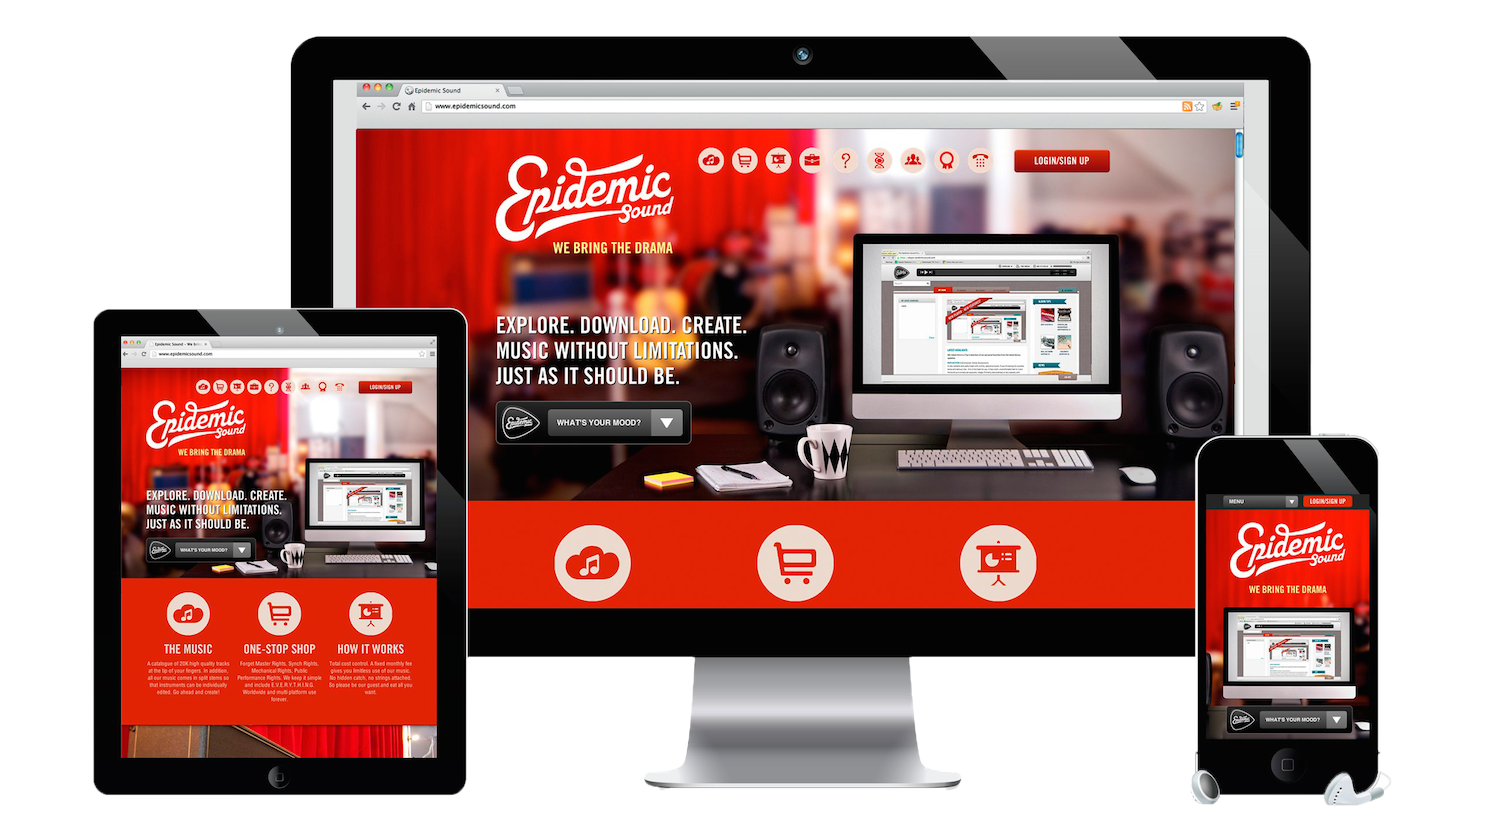 Epidemic Sound
www.epidemicsound.com
LOGIN/SIGN UP
Epidemic
Sound
WE BRING THE DRAMA
EXPLORE. DOWNLOAD. CREATE.
MUSIC WITHOUT LIMITATIONS.
JUST AS IT SHOULD BE.
Epidemic
WHAT'S YOUR MOOD?
Epidemic Sound – We brin
www.epidemicsound.com
LOGIN/SIGN UP
Epidemic
Sound
WE BRING THE DRAMA
EXPLORE. DOWNLOAD. CREATE.
MUSIC WITHOUT LIMITATIONS.
JUST AS IT SHOULD BE.
WHAT'S YOUR MOOD?
THE MUSIC
A catalogue of 20K high quality tracks
at the tip of your fingers. In addition,
all our music comes in split stems so
that instruments can be individually
edited. Go ahead and create!
ONE-STOP SHOP
Forget Master Rights, Synch Rights,
Mechanical Rights, Public
Performance Rights. We keep it simple
and include E.V.E.R.Y.T.H.I.N.G.
Worldwide and multi platform use
forever.
HOW IT WORKS
Total cost control. A fixed monthly fee
gives you limitless use of our music.
No hidden catch, no strings attached.
So please be our guest and eat all you
want.
MENU
LOGIN/SIGN UP
Epidemic
Sound
WE BRING THE DRAMA
WHAT'S YOUR MOOD?